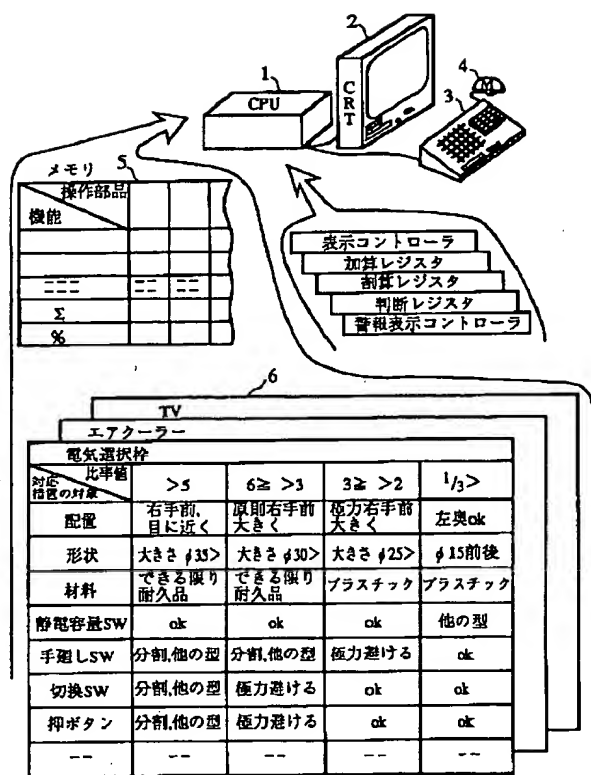 2
1
CPU
CRT
4
M
3
メモリ
5
操作部品
機能
Σ
%
表示コントローラ
加算レジスタ
割算レジスタ
判断レジスタ
警報表示コントローラ
6
TV
エアクーラー
電気選択枠
比率値
対応
措置の対象
>5
6≧ >3
3≧ >2
1/3>
配置
右手前,
目に近く
原則右手前
大きく
極力右手前
大きく
左奥ok
形状
大きさ φ35>
大きさ φ30>
大きさ φ25>
φ15前後
材料
できる限り
耐久品
できる限り
耐久品
プラスチック
プラスチック
静電容量SW
ok
ok
ok
他の型
手廻しSW
分割,他の型
分割,他の型
極力避ける
ok
切換SW
分割,他の型
極力避ける
ok
ok
押ボタン
分割,他の型
極力避ける
ok
ok